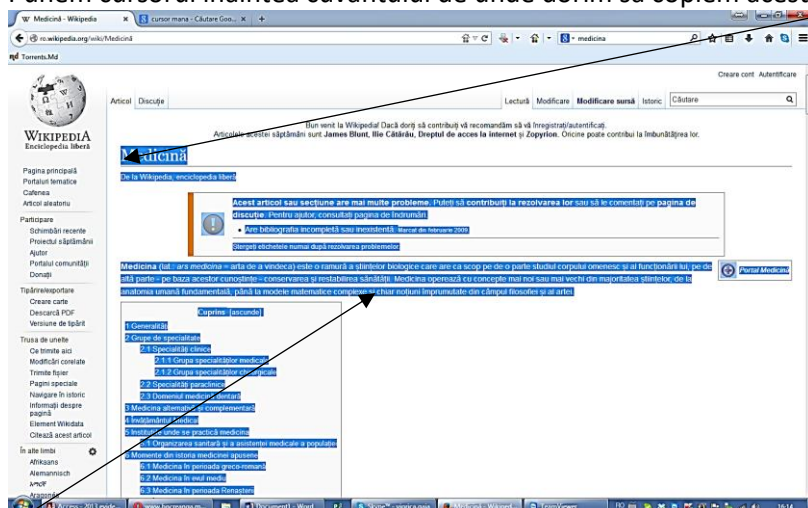 Punem cursorul înaintea cuvântului de unde dorim să copiem acest
Medicină - Wikipedia
cursor mana - Căutare Goo...
ro.wikipedia.org/wiki/Medicină
medicina
Torrents.Md
Creare cont Autentificare
Articol Discuție
Lectură Modificare Modificare sursă Istoric Căutare
WIKIPEDIA
Enciclopedia liberă
Bun venit la Wikipedia! Dacă doriți să contribuiți vă recomandăm să vă înregistrați/autentificați.
Articolele acestei săptămâni sunt James Blunt, Ilie Cătărău, Dreptul de acces la internet și Zopyrion. Oricine poate contribui la îmbunătățirea lor.
Medicină
De la Wikipedia, enciclopedia liberă
Acest articol sau secțiune are mai multe probleme. Puteți să contribuiți la rezolvarea lor sau să le comentați pe pagina de
discuție. Pentru ajutor, consultați pagina de îndrumări.
• Are bibliografia incompletă sau inexistentă. Marcat din februarie 2009
Ștergeți etichetele numai după rezolvarea problemelor.
Medicina (lat.: ars medicina = arta de a vindeca) este o ramură a științelor biologice care are ca scop pe de o parte studiul corpului omenesc și al funcționării lui, pe de
altă parte - pe baza acestor cunoștințe - conservarea și restabilirea sănătății. Medicina operează cu concepte mai noi sau mai vechi din majoritatea științelor, de la
anatomia umană fundamentală, până la modele matematice complexe și chiar noțiuni împrumutate din câmpul filosofiei și al artei.
Portal Medicină
Cuprins [ascunde]
1 Generalități
2 Grupe de specialitate
2.1 Specialități clinice
2.1.1 Grupa specialităților medicale
2.1.2 Grupa specialităților chirurgicale
2.2 Specialități paraclinice
2.3 Domeniul medicină dentară
3 Medicina alternativă și complementară
4 Învățământul medical
5 Instituțiile unde se practică medicina
5.1 Organizarea sanitară și a asistenței medicale a populației
6 Momente din istoria medicinei apusene
6.1 Medicina în perioada greco-romană
6.2 Medicina în evul mediu
6.3 Medicina în perioada Renașterii
Pagina principală
Portaluri tematice
Cafenea
Articol aleatoriu
Participare
Schimbări recente
Proiectul săptămânii
Ajutor
Portalul comunității
Donații
Tipărire/exportare
Creare carte
Descarcă PDF
Versiune de tipărit
Trusa de unelte
Ce trimite aici
Modificări corelate
Trimite fișier
Pagini speciale
Navigare în istoric
Informații despre
pagină
Element Wikidata
Citează acest articol
În alte limbi
Afrikaans
Alemannisch
አማርኛ
Aragonés
Access - 2013 evide...
Document1 - Word
Medicină - Wikiped...
TeamViewer
RO
16:14